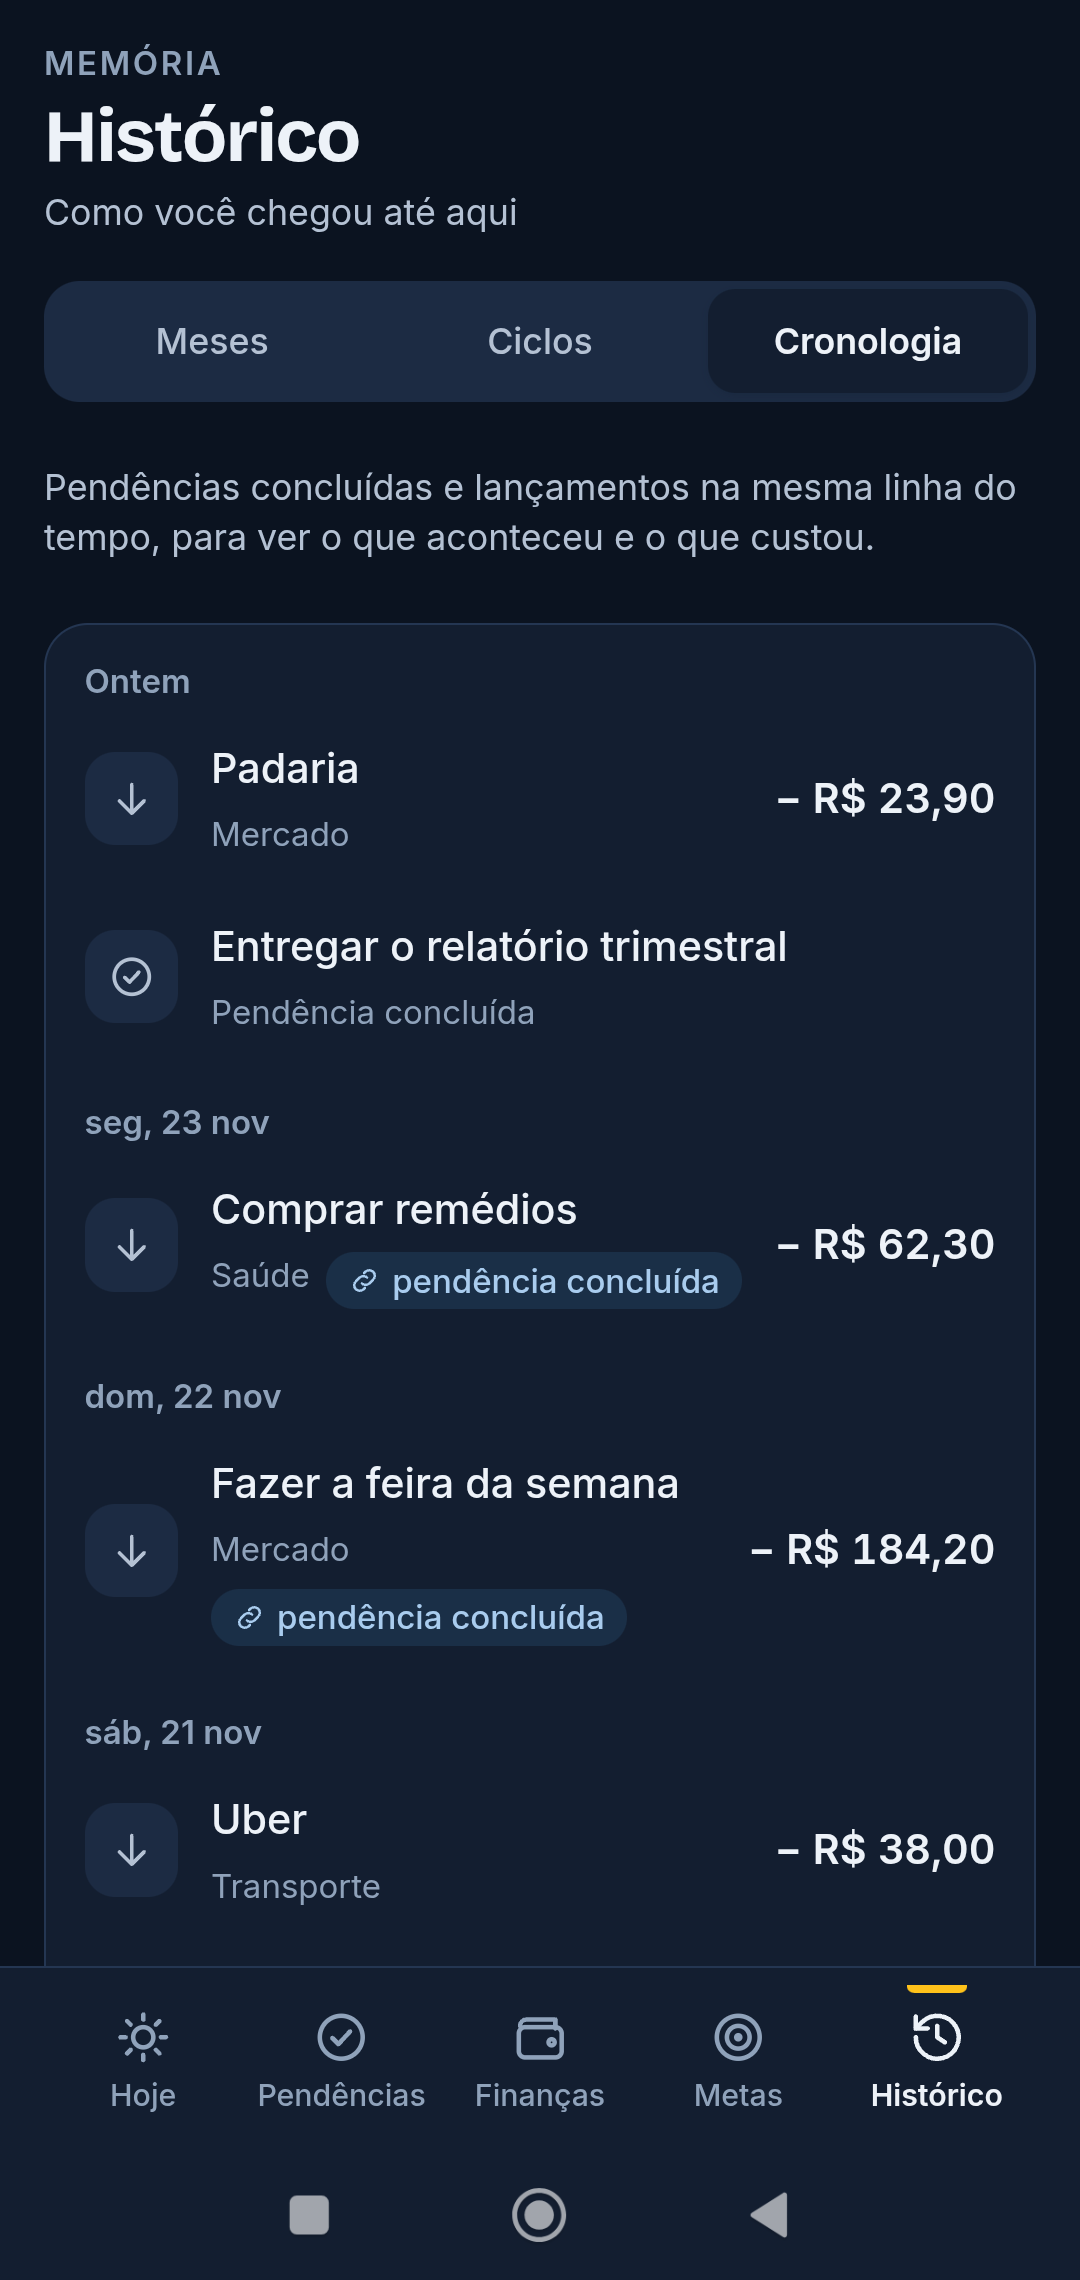 MEMÓRIA
Histórico
Como você chegou até aqui
Meses Ciclos Cronologia
Pendências concluídas e lançamentos na mesma linha do
tempo, para ver o que aconteceu e o que custou.
Ontem
Padaria
– R$ 23,90
Mercado
Entregar o relatório trimestral
Pendência concluída
seg, 23 nov
Comprar remédios
– R$ 62,30
Saúde pendência concluída
dom, 22 nov
Fazer a feira da semana
Mercado – R$ 184,20
pendência concluída
sáb, 21 nov
Uber
– R$ 38,00
Transporte
Hoje Pendências Finanças Metas Histórico